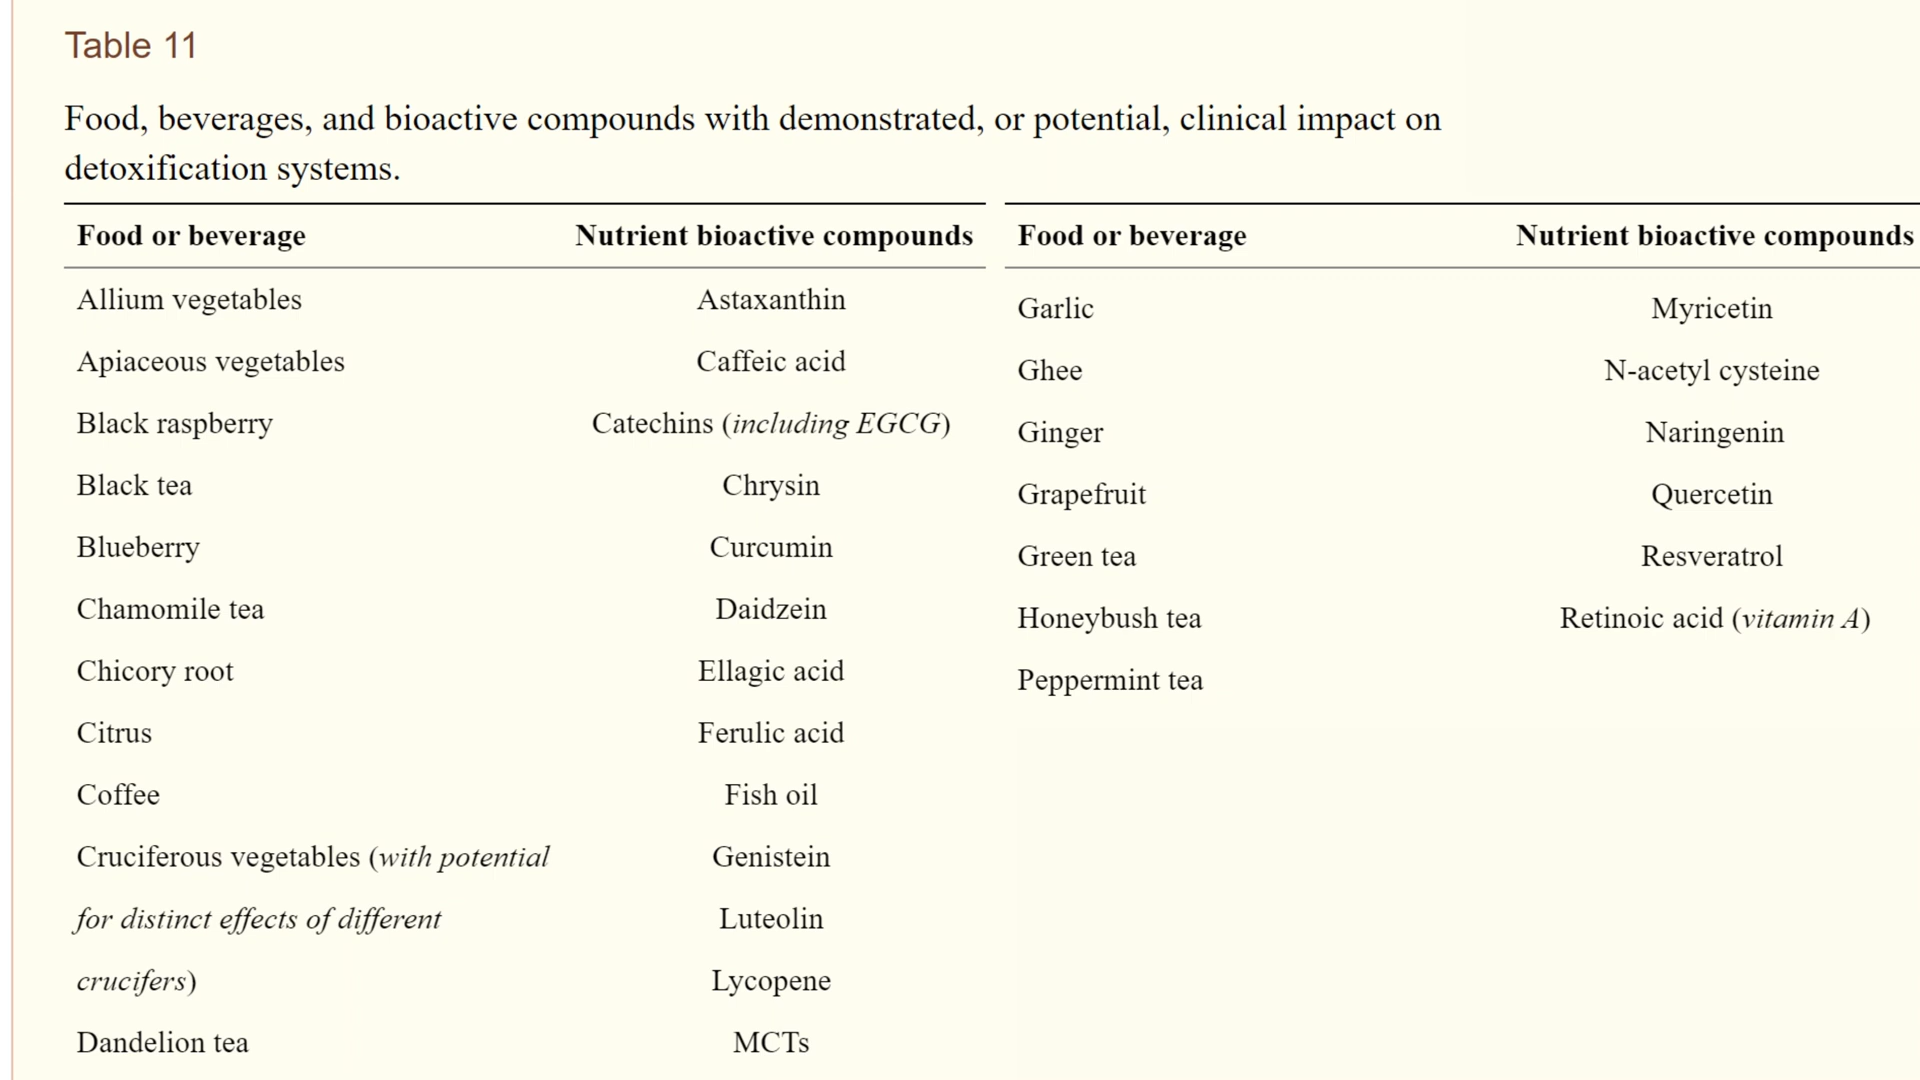 Table 11
Food, beverages, and bioactive compounds with demonstrated, or potential, clinical impact on
detoxification systems.
Food or beverage Nutrient bioactive compounds
Allium vegetables Astaxanthin
Apiaceous vegetables Caffeic acid
Black raspberry Catechins (including EGCG)
Black tea Chrysin
Blueberry Curcumin
Chamomile tea Daidzein
Chicory root Ellagic acid
Citrus Ferulic acid
Coffee Fish oil
Cruciferous vegetables (with potential Genistein
for distinct effects of different Luteolin
crucifers) Lycopene
Dandelion tea MCTs
Food or beverage Nutrient bioactive compounds
Garlic Myricetin
Ghee N-acetyl cysteine
Ginger Naringenin
Grapefruit Quercetin
Green tea Resveratrol
Honeybush tea Retinoic acid (vitamin A)
Peppermint tea